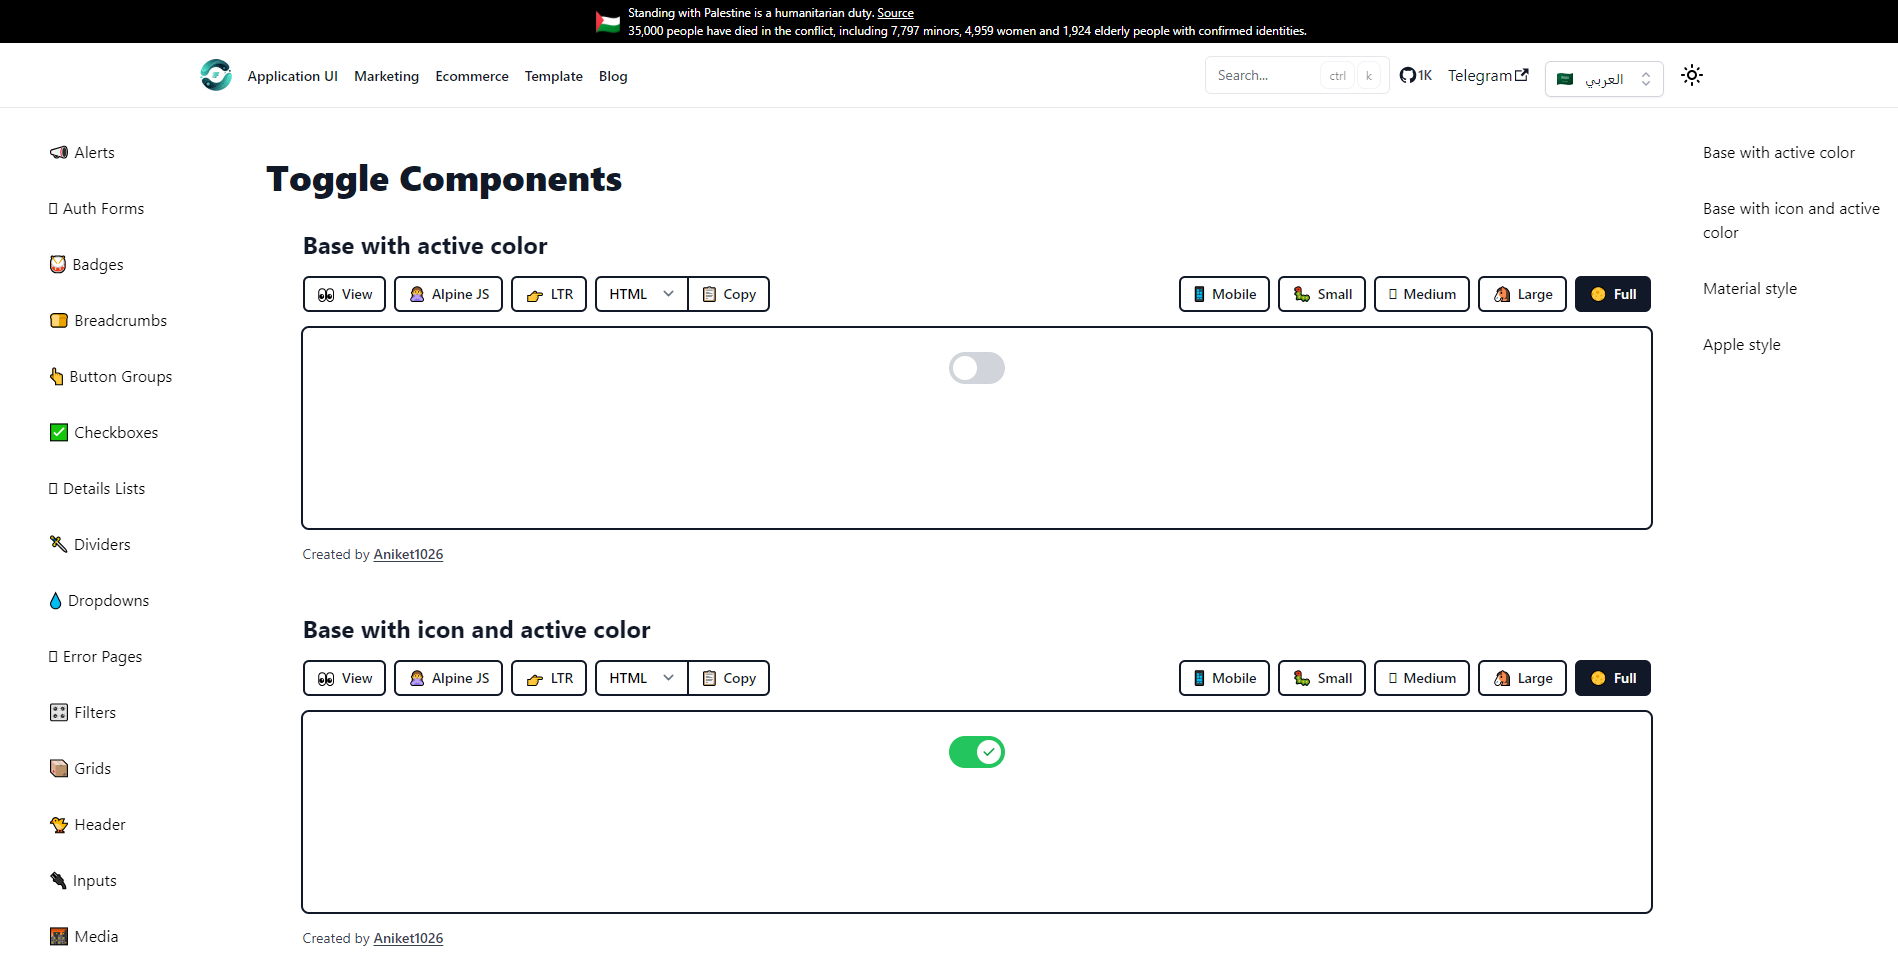 Standing with Palestine is a humanitarian duty. Source
35,000 people have died in the conflict, including 7,797 minors, 4,959 women and 1,924 elderly people with confirmed identities.
Application UI Marketing Ecommerce Template Blog
Search... ctrl k 1K Telegram العربي
Alerts
Auth Forms
Badges
Breadcrumbs
Button Groups
Checkboxes
Details Lists
Dividers
Dropdowns
Error Pages
Filters
Grids
Header
Inputs
Media
Toggle Components
Base with active color
View Alpine JS LTR HTML Copy
Mobile Small Medium Large Full
Created by Aniket1026
Base with icon and active color
View Alpine JS LTR HTML Copy
Mobile Small Medium Large Full
Created by Aniket1026
Base with active color
Base with icon and active
color
Material style
Apple style